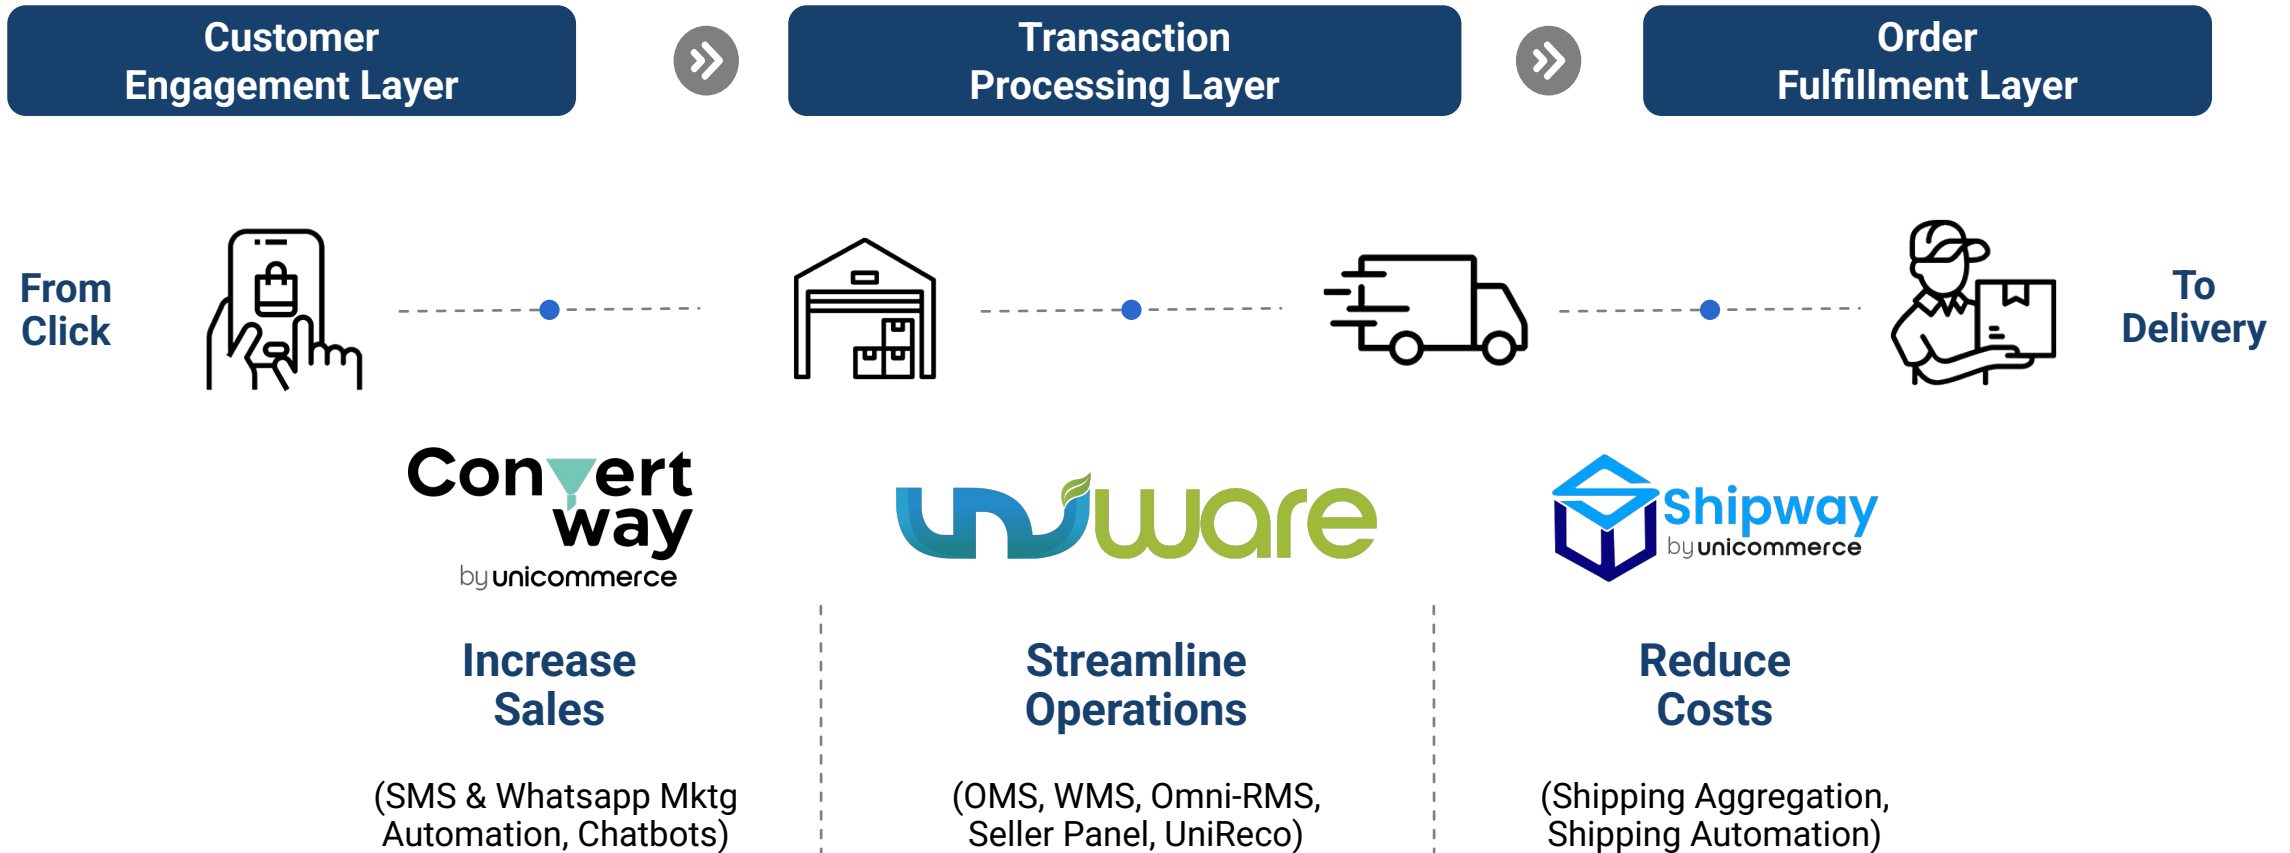 Customer
Engagement Layer
Transaction
Processing Layer
Order
Fulfillment Layer
From
Click
To
Delivery
Convert
way
by unicommerce
uniware
Shipway
by unicommerce
Increase
Sales
Streamline
Operations
Reduce
Costs
(SMS & Whatsapp Mktg
Automation, Chatbots)
(OMS, WMS, Omni-RMS,
Seller Panel, UniReco)
(Shipping Aggregation,
Shipping Automation)